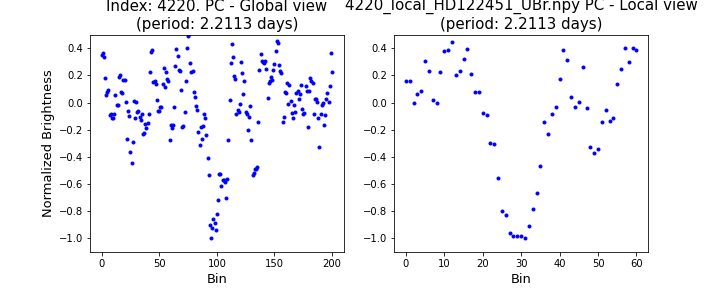 Index: 4220. PC - Global view
(period: 2.2113 days)
4220_local_HD122451_UBr.npy PC - Local view
(period: 2.2113 days)
Normalized Brightness
0.4
0.2
0.0
−0.2
−0.4
−0.6
−0.8
−1.0
0 50 100 150 200
Bin
0.4
0.2
0.0
−0.2
−0.4
−0.6
−0.8
−1.0
0 10 20 30 40 50 60
Bin